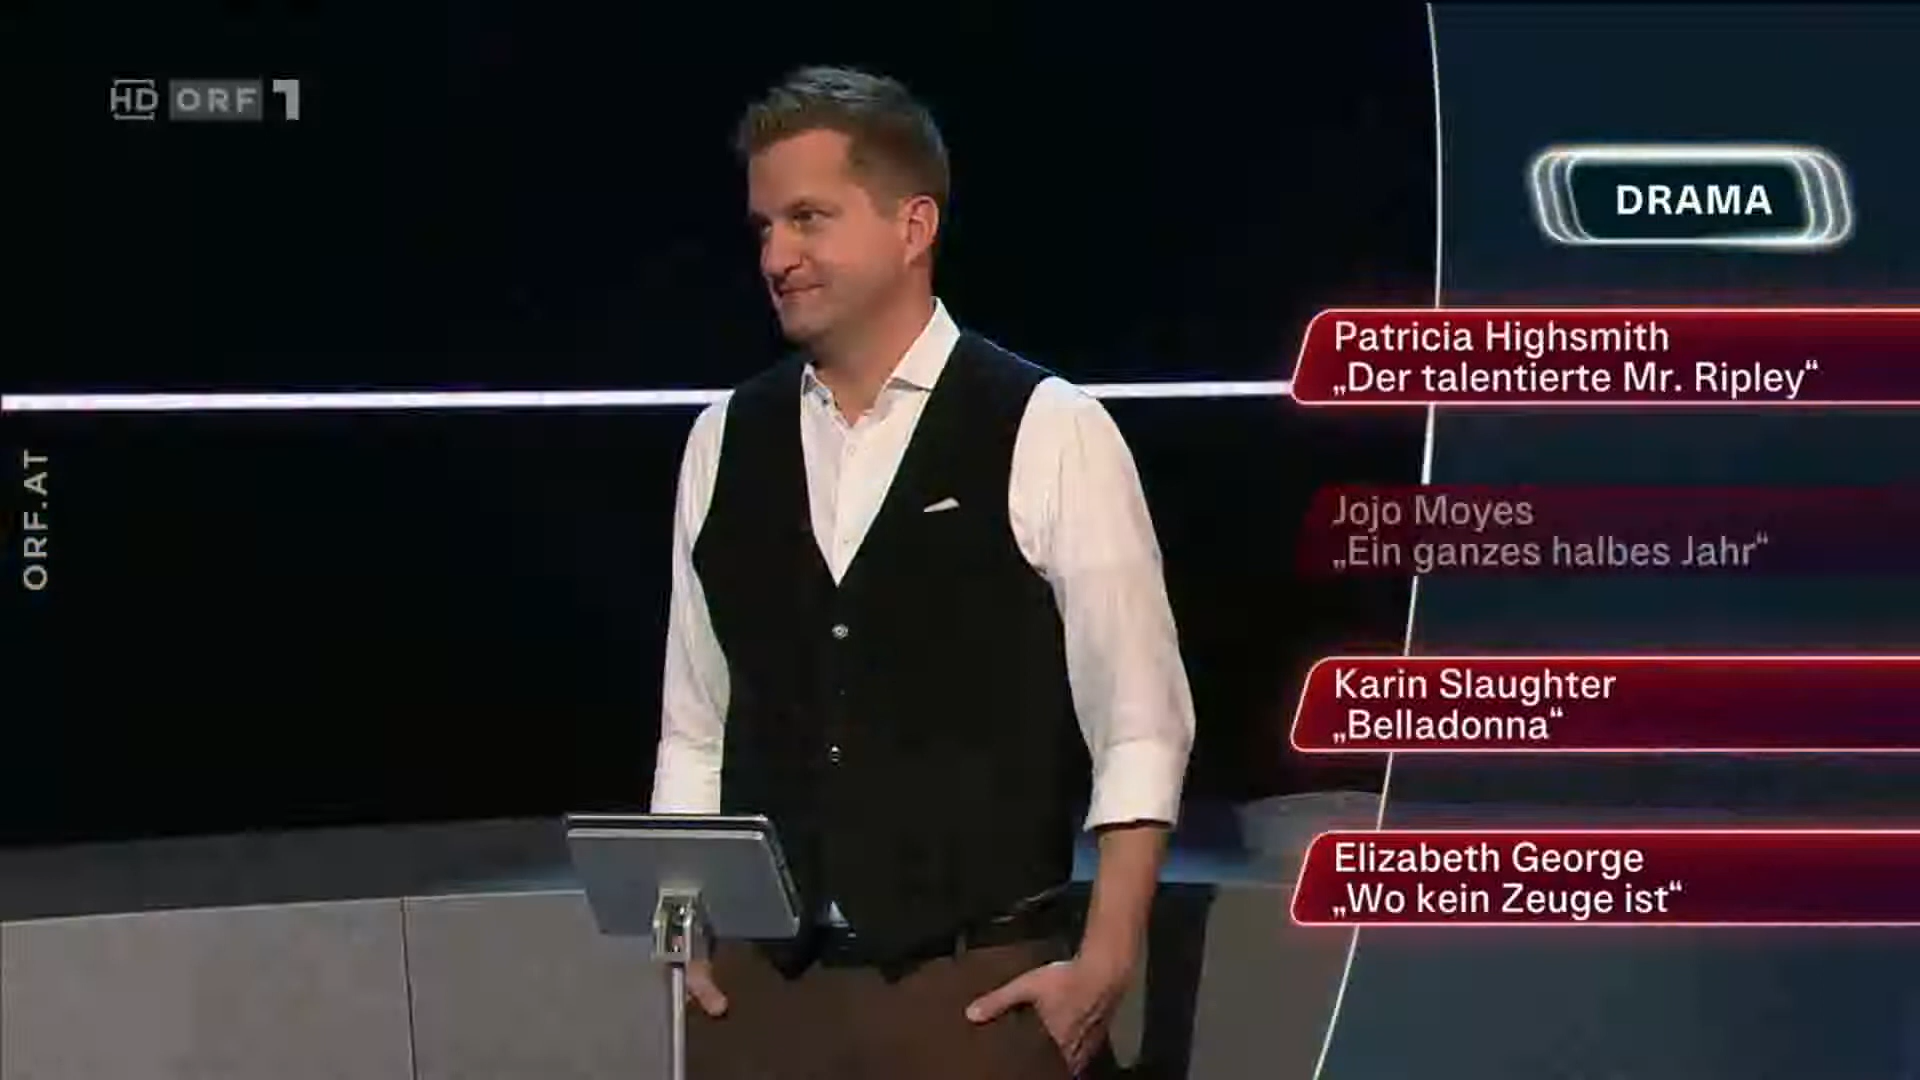 HD ORF 1
ORF.AT
DRAMA
Patricia Highsmith
„Der talentierte Mr. Ripley“
Jojo Moyes
„Ein ganzes halbes Jahr“
Karin Slaughter
„Belladonna“
Elizabeth George
„Wo kein Zeuge ist“